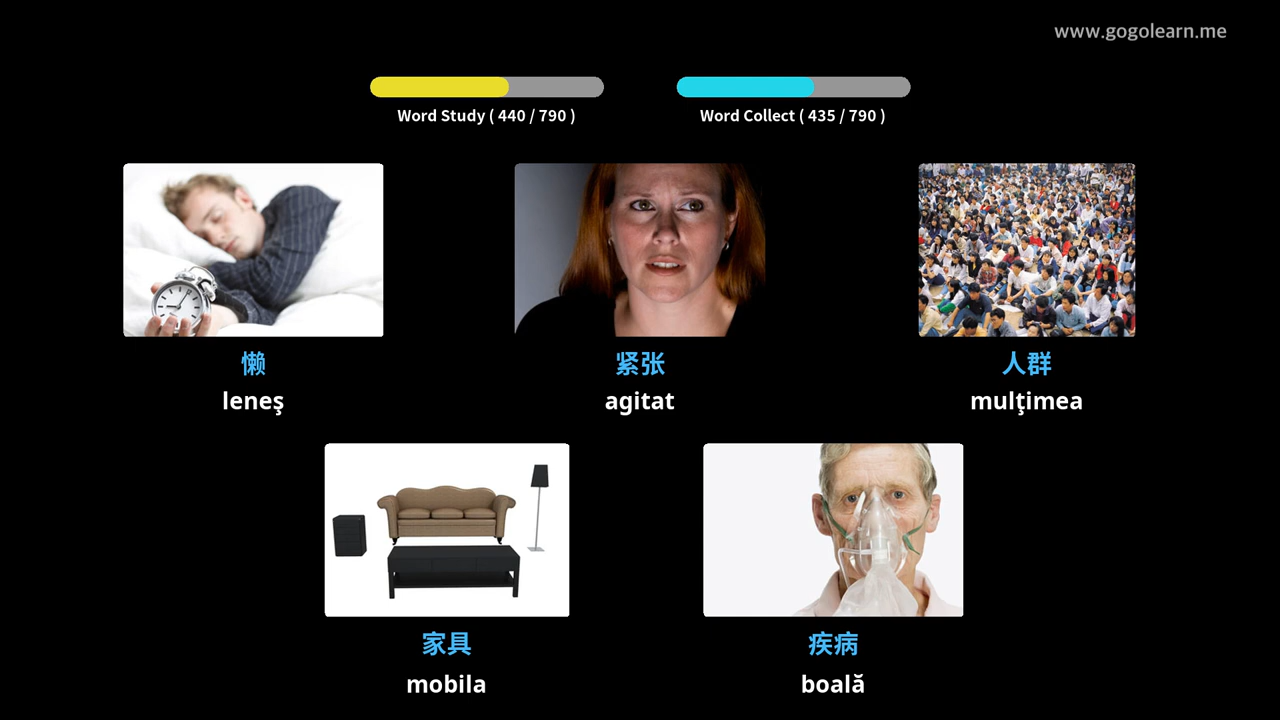 www.gogolearn.me
Word Study ( 440 / 790 )
Word Collect ( 435 / 790 )
懒
leneş
紧张
agitat
人群
mulţimea
家具
mobila
疾病
boală